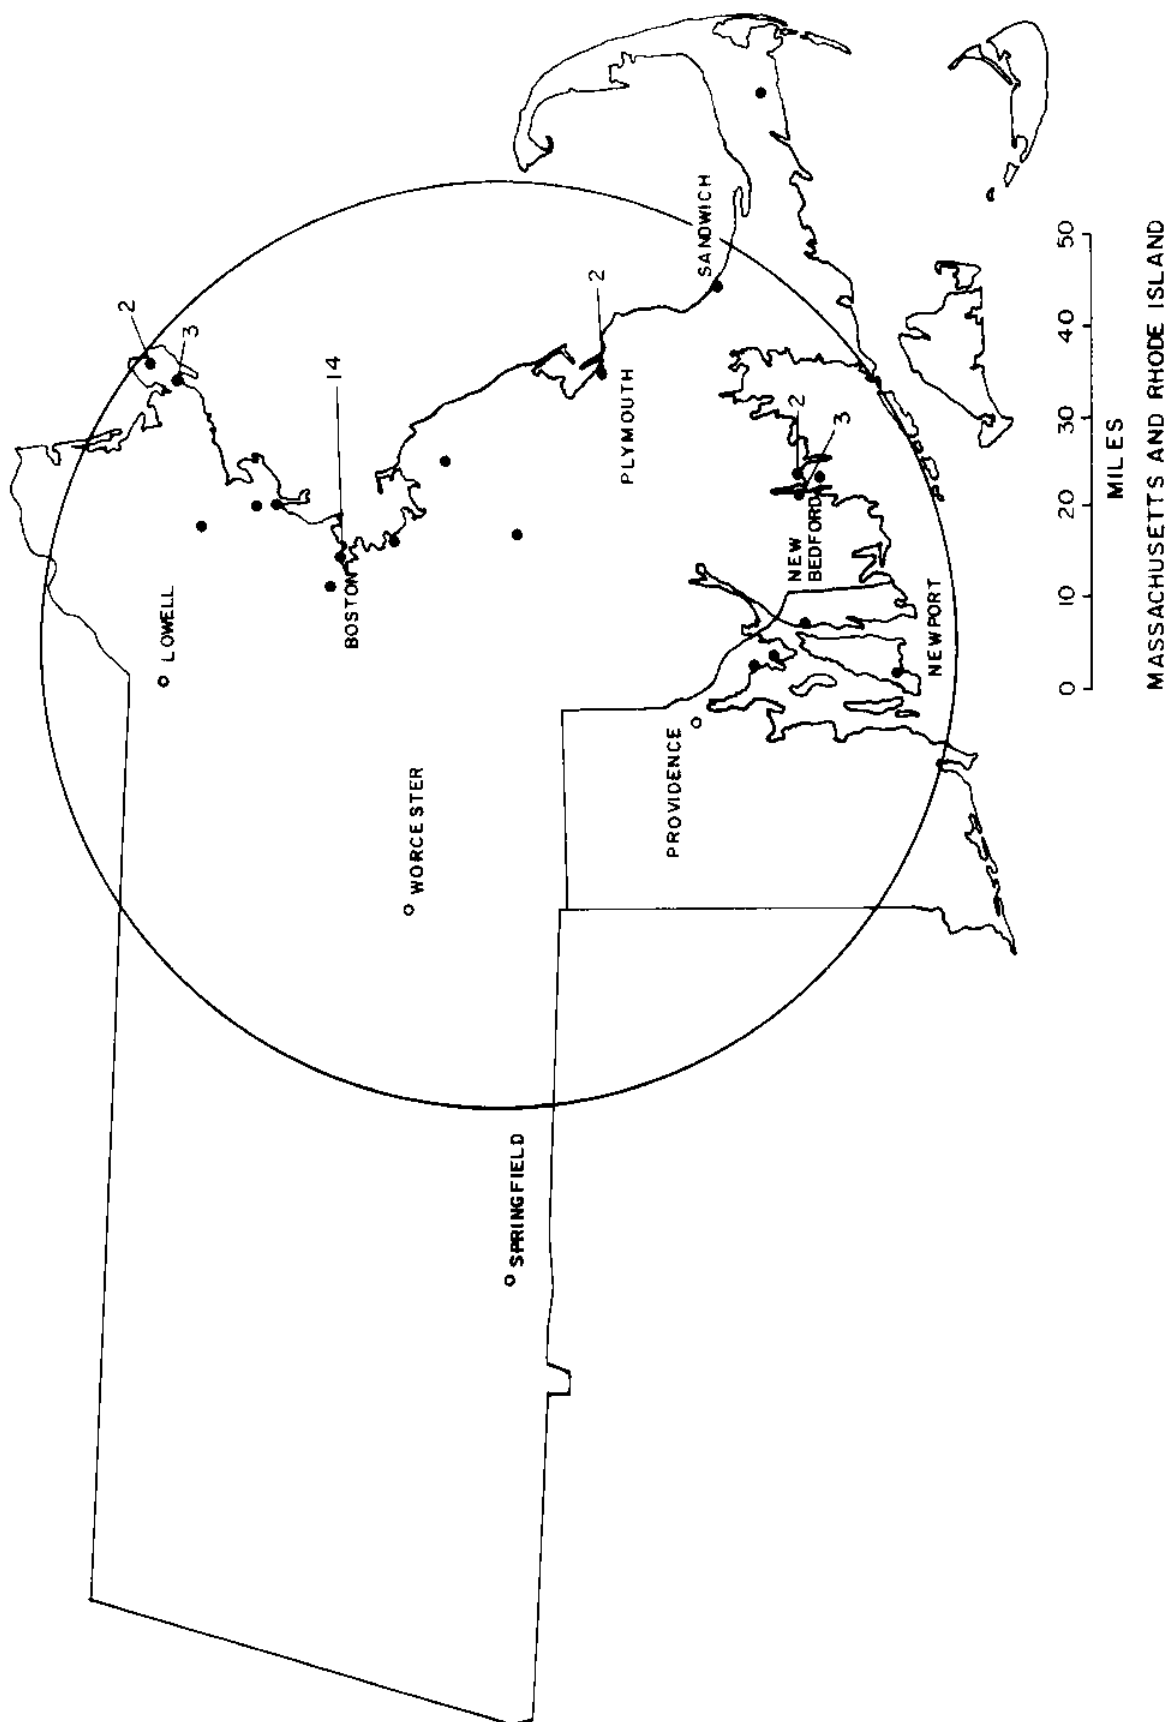 2
3
14
LOWELL
BOSTON
WORCESTER
SPRINGFIELD
2
PLYMOUTH
SANDWICH
PROVIDENCE
2
3
NEW
BEDFORD
NEWPORT
0 10 20 30 40 50
MILES
MASSACHUSETTS AND RHODE ISLAND